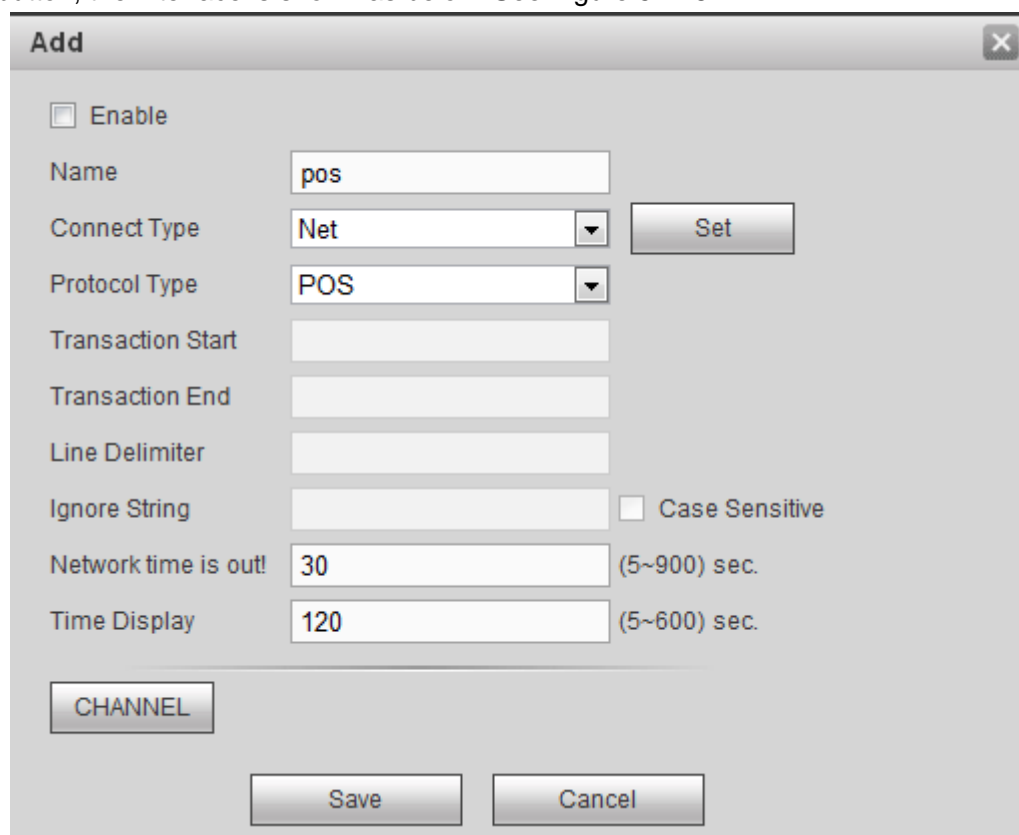 Add
Enable
Name pos
Connect Type Net Set
Protocol Type POS
Transaction Start
Transaction End
Line Delimiter
Ignore String Case Sensitive
Network time is out! 30 (5~900) sec.
Time Display 120 (5~600) sec.
CHANNEL
Save Cancel